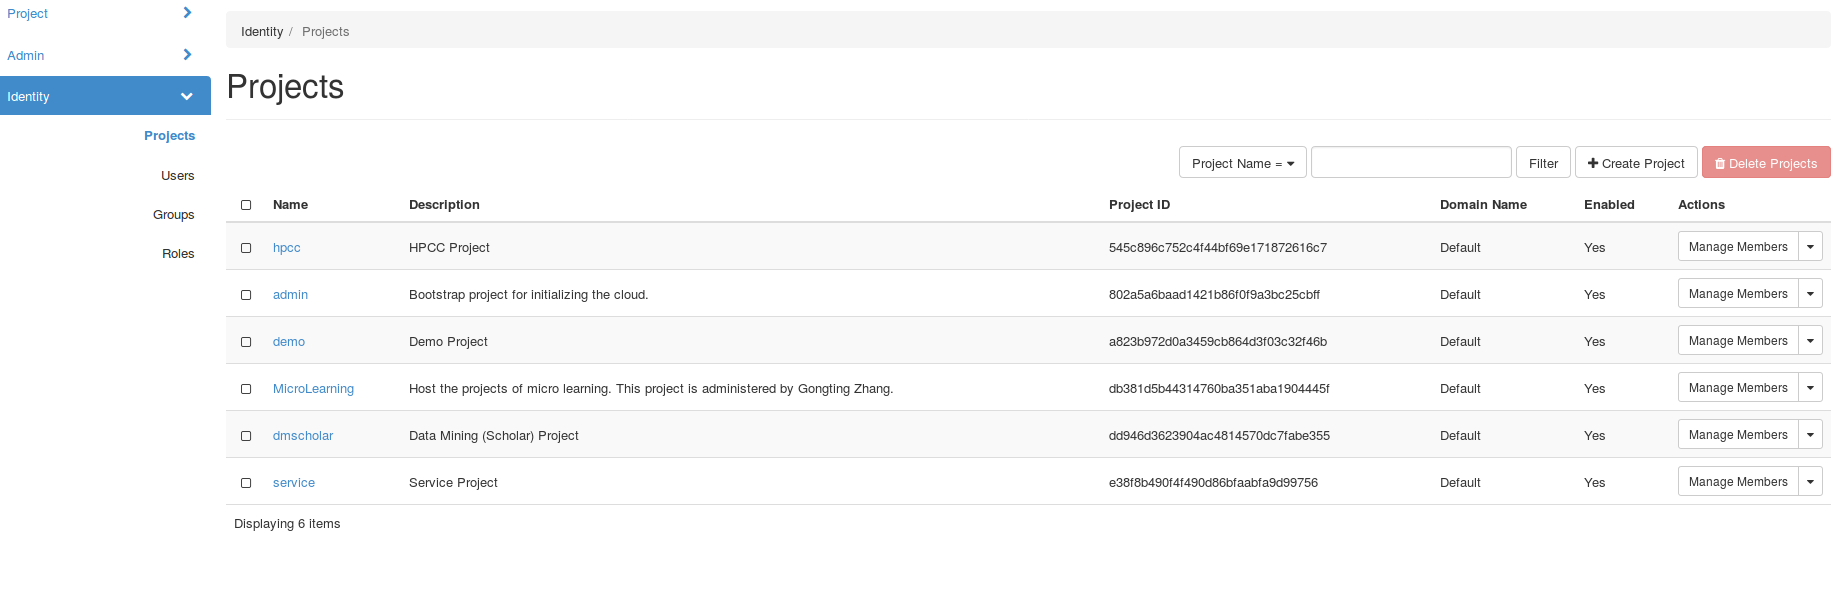 Project
Admin
Identity
Projects
Users
Groups
Roles
Identity / Projects
Projects
Project Name = Filter Create Project Delete Projects
Name Description Project ID Domain Name Enabled Actions
hpcc HPCC Project 545c896c752c4f44bf69e171872616c7 Default Yes Manage Members
admin Bootstrap project for initializing the cloud. 802a5a6baad1421b86f0f9a3bc25cbff Default Yes Manage Members
demo Demo Project a823b972d0a3459cb864d3f03c32f46b Default Yes Manage Members
MicroLearning Host the projects of micro learning. This project is administered by Gongting Zhang. db381d5b44314760ba351aba1904445f Default Yes Manage Members
dmscholar Data Mining (Scholar) Project dd946d3623904ac4814570dc7fabe355 Default Yes Manage Members
service Service Project e38f8b490f4f490d86bfaabfa9d99756 Default Yes Manage Members
Displaying 6 items